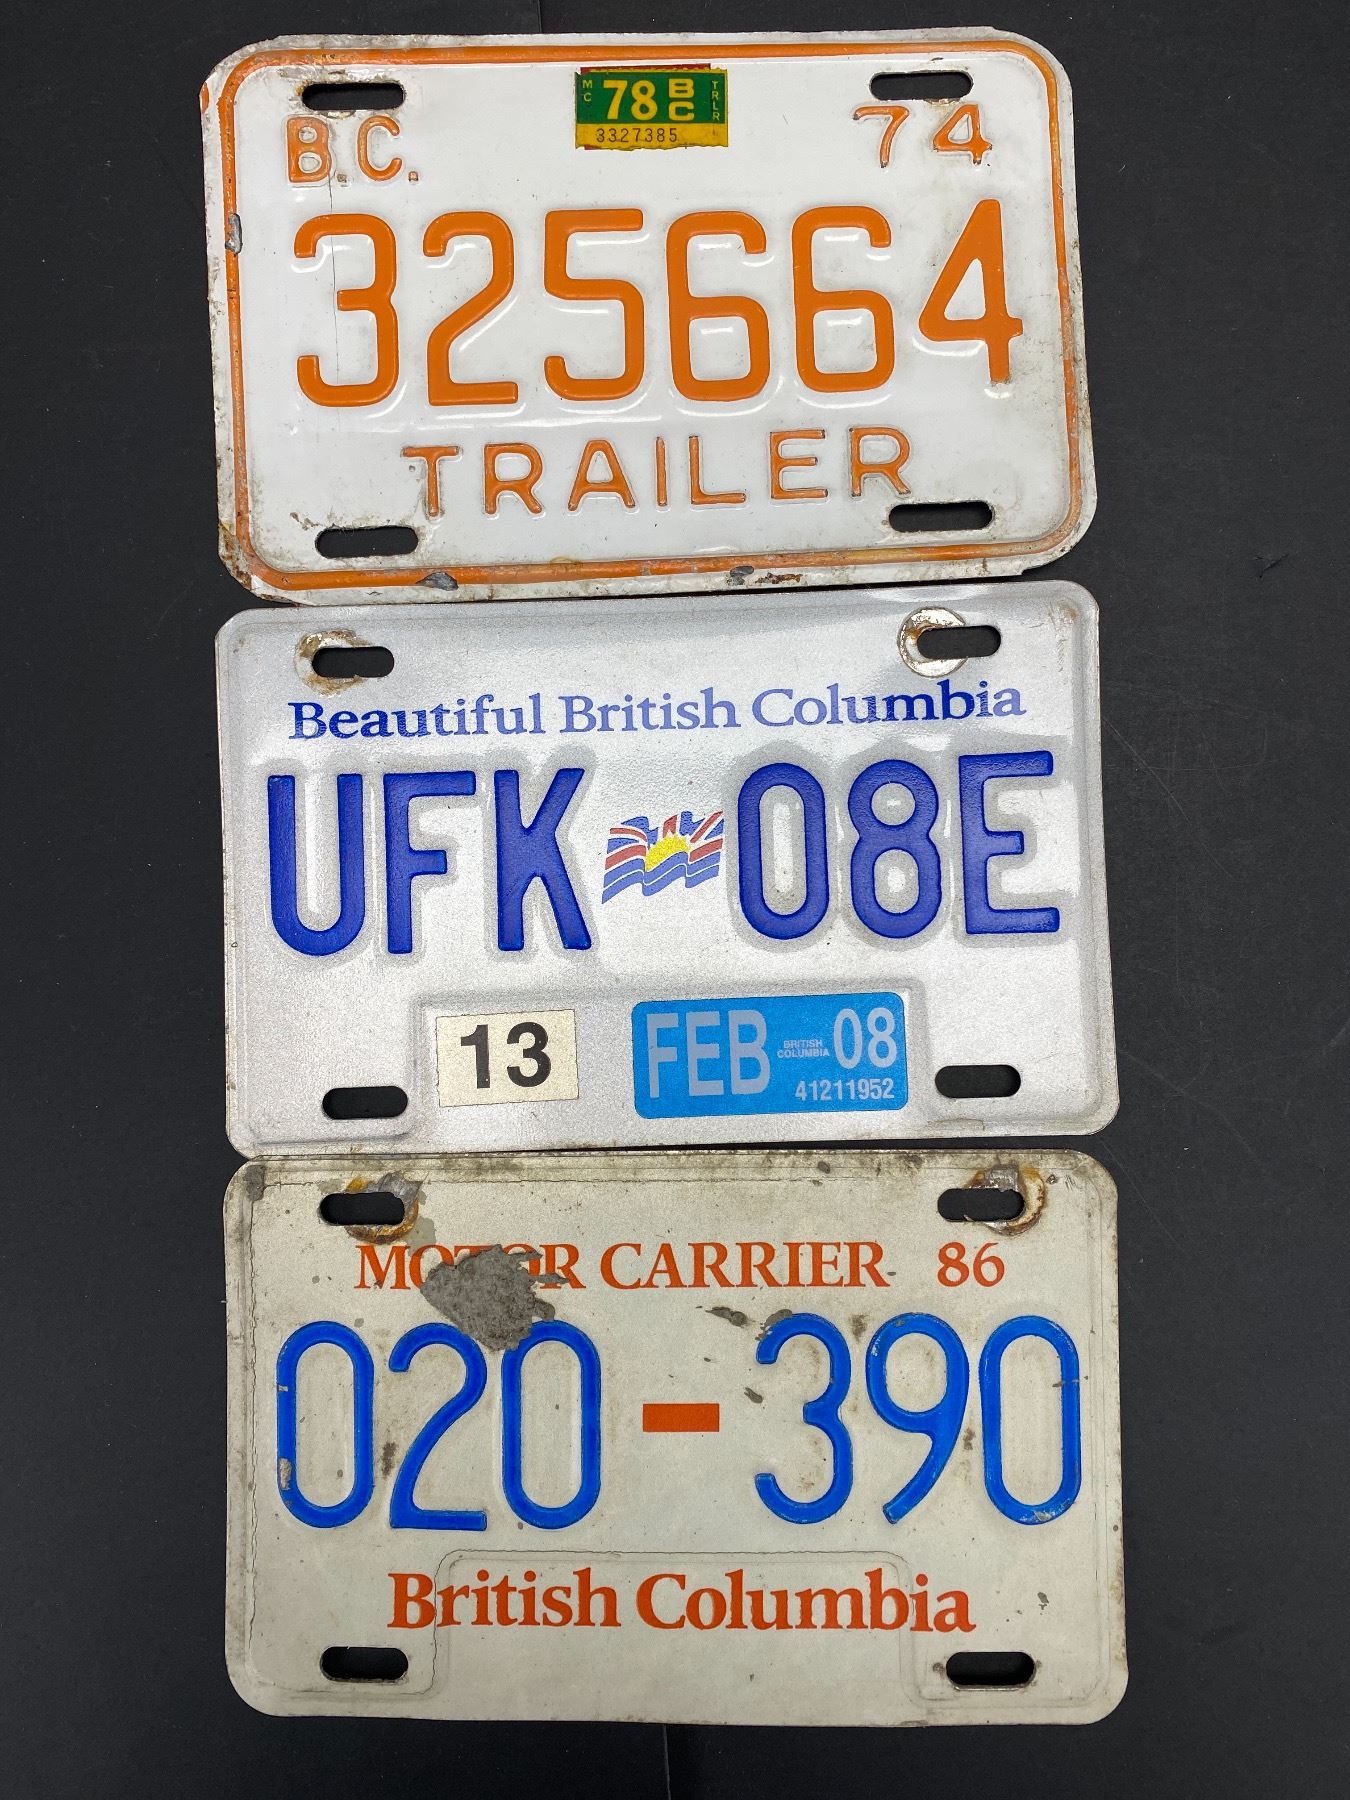 MC 78 BC TRLR
3327385
B.C. 74
325664
TRAILER
Beautiful British Columbia
UFK 08E
13 FEB BRITISH COLUMBIA 08
41211952
MOTOR CARRIER 86
020-390
British Columbia